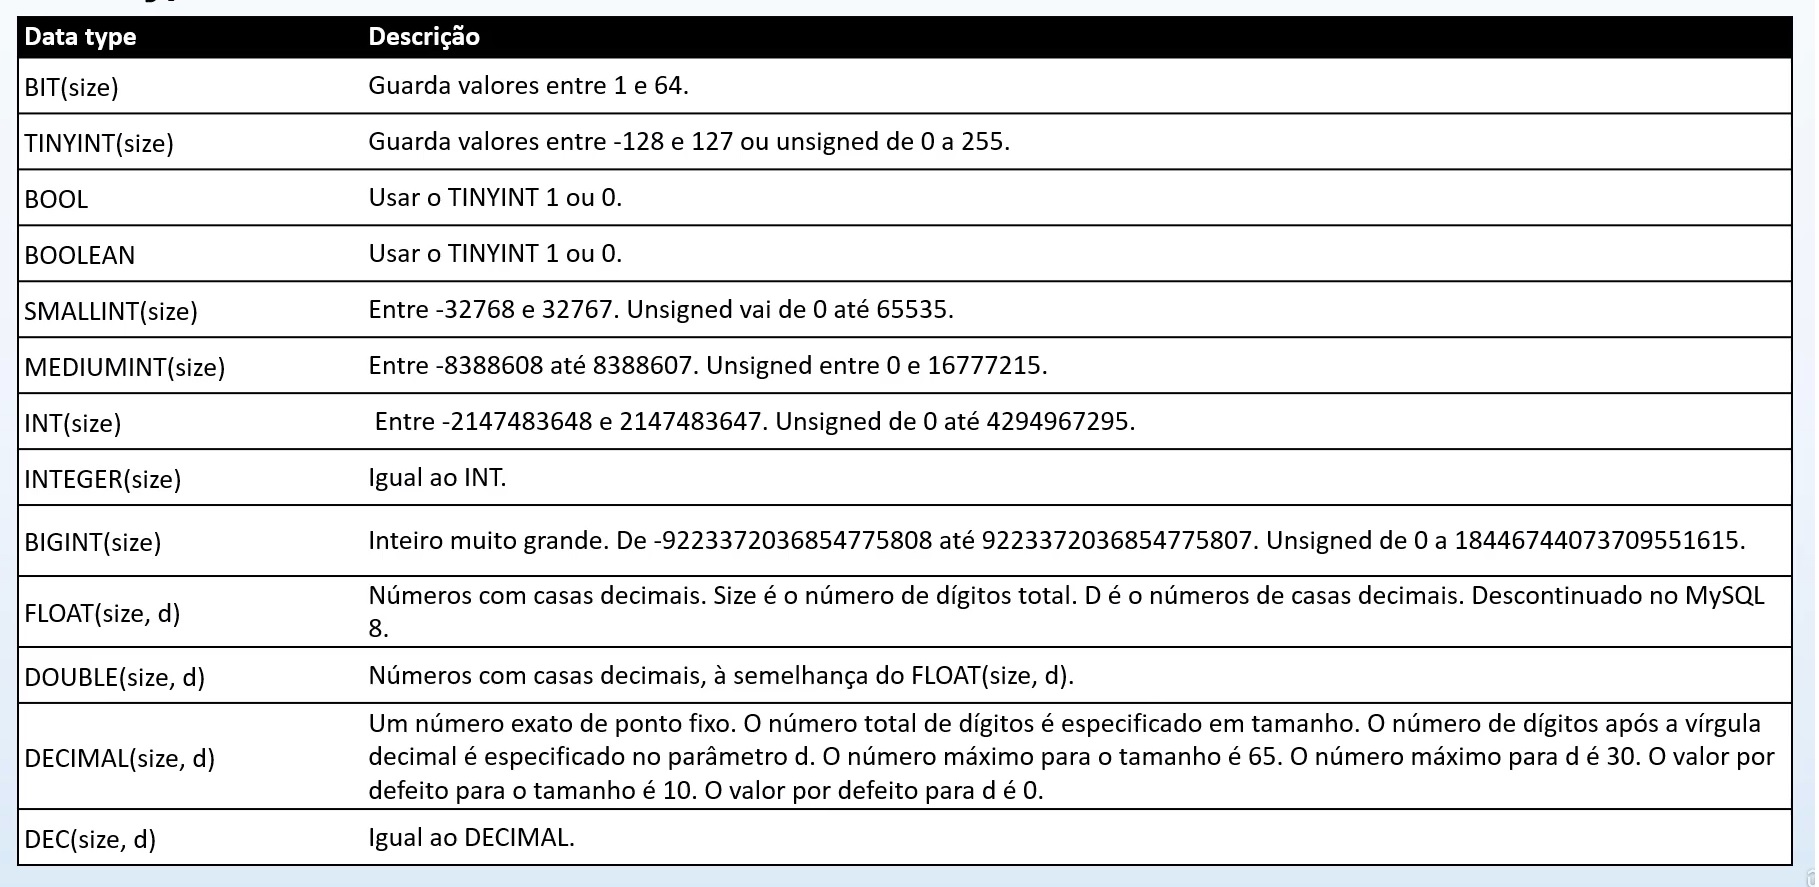 Data type Descrição
BIT(size) Guarda valores entre 1 e 64.
TINYINT(size) Guarda valores entre -128 e 127 ou unsigned de 0 a 255.
BOOL Usar o TINYINT 1 ou 0.
BOOLEAN Usar o TINYINT 1 ou 0.
SMALLINT(size) Entre -32768 e 32767. Unsigned vai de 0 até 65535.
MEDIUMINT(size) Entre -8388608 até 8388607. Unsigned entre 0 e 16777215.
INT(size) Entre -2147483648 e 2147483647. Unsigned de 0 até 4294967295.
INTEGER(size) Igual ao INT.
BIGINT(size) Inteiro muito grande. De -9223372036854775808 até 9223372036854775807. Unsigned de 0 a 18446744073709551615.
FLOAT(size, d) Números com casas decimais. Size é o número de dígitos total. D é o números de casas decimais. Descontinuado no MySQL
8.
DOUBLE(size, d) Números com casas decimais, à semelhança do FLOAT(size, d).
DECIMAL(size, d) Um número exato de ponto fixo. O número total de dígitos é especificado em tamanho. O número de dígitos após a vírgula
decimal é especificado no parâmetro d. O número máximo para o tamanho é 65. O número máximo para d é 30. O valor por
defeito para o tamanho é 10. O valor por defeito para d é 0.
DEC(size, d) Igual ao DECIMAL.